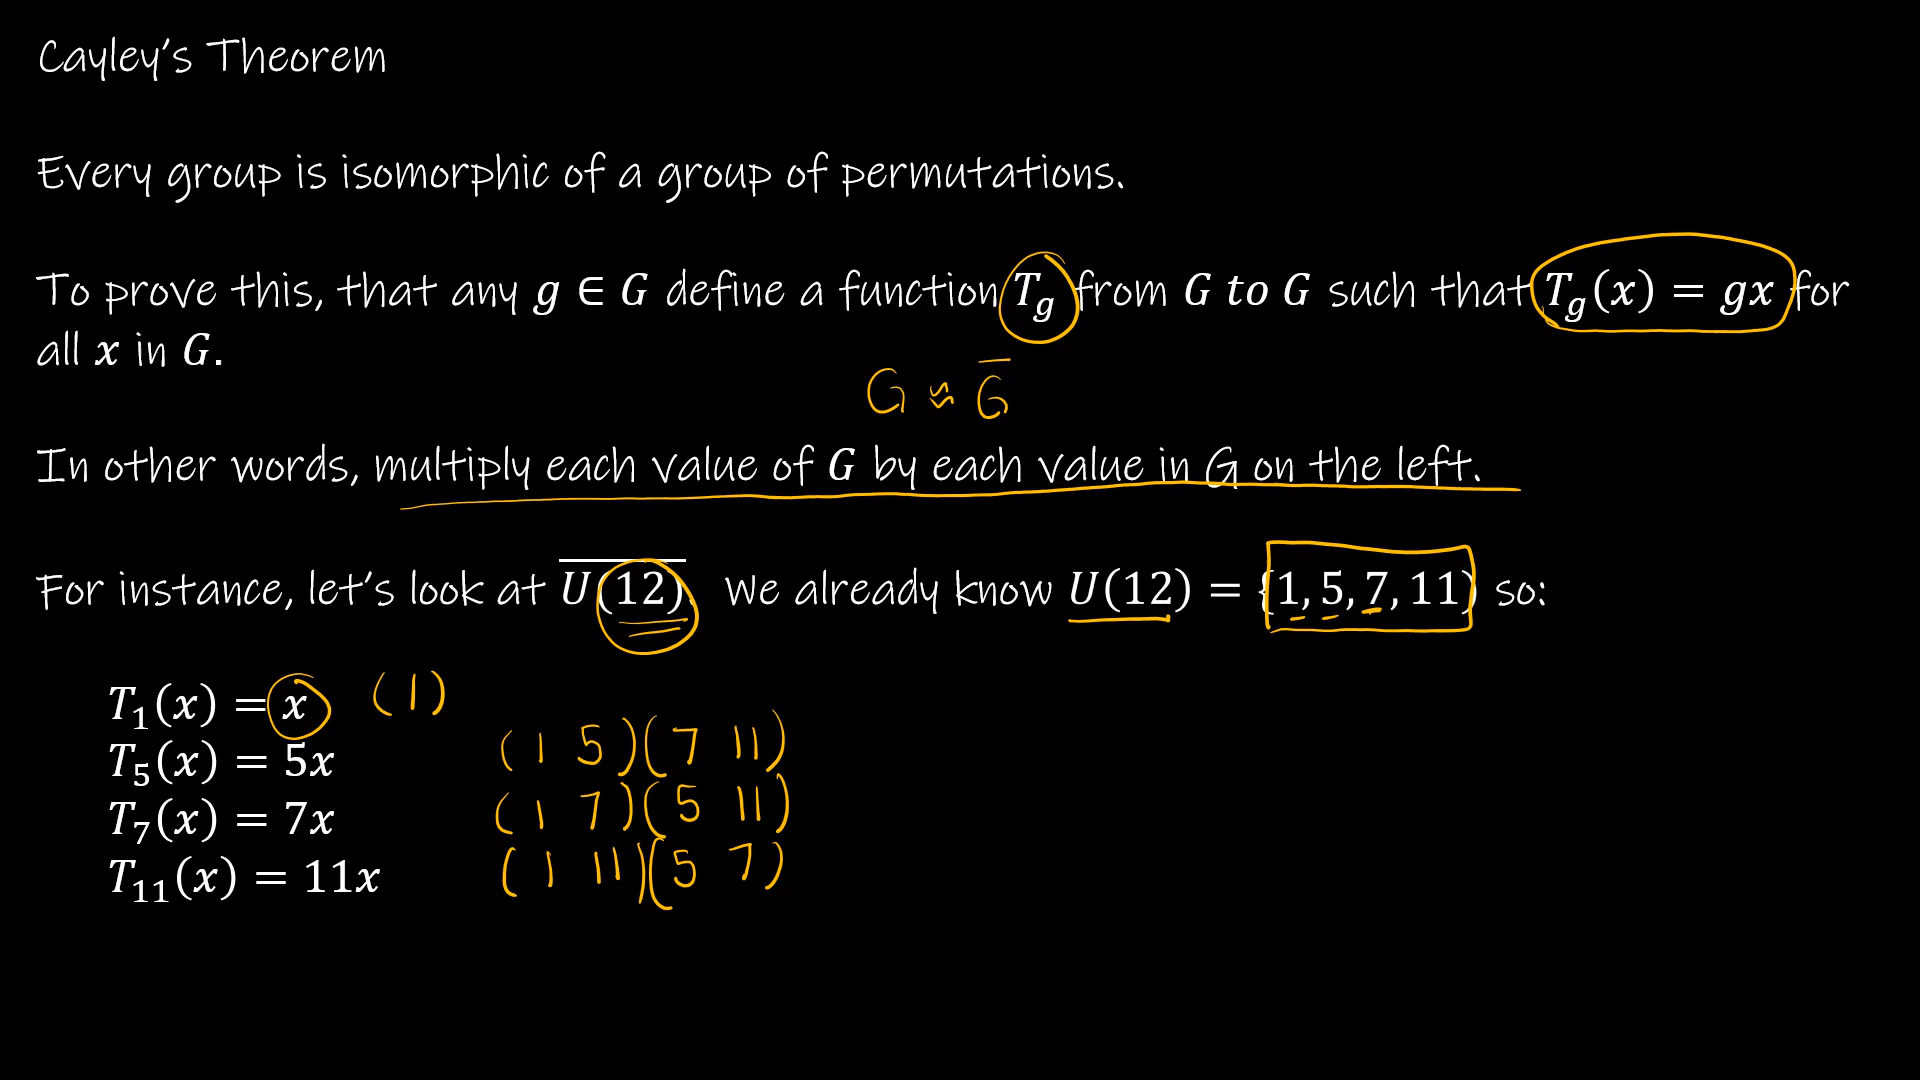 Cayley's Theorem
Every group is isomorphic of a group of permutations.
To prove this, that any g ∈ G define a function T_g from G to G such that T_g(x) = gx for
all x in G.
G ≈ G̅
In other words, multiply each value of G by each value in G on the left.
For instance, let's look at U(12)̅. We already know U(12) = {1, 5, 7, 11} so:
T_1(x) = x (1)
T_5(x) = 5x (1 5)(7 11)
T_7(x) = 7x (1 7)(5 11)
T_11(x) = 11x (1 11)(5 7)